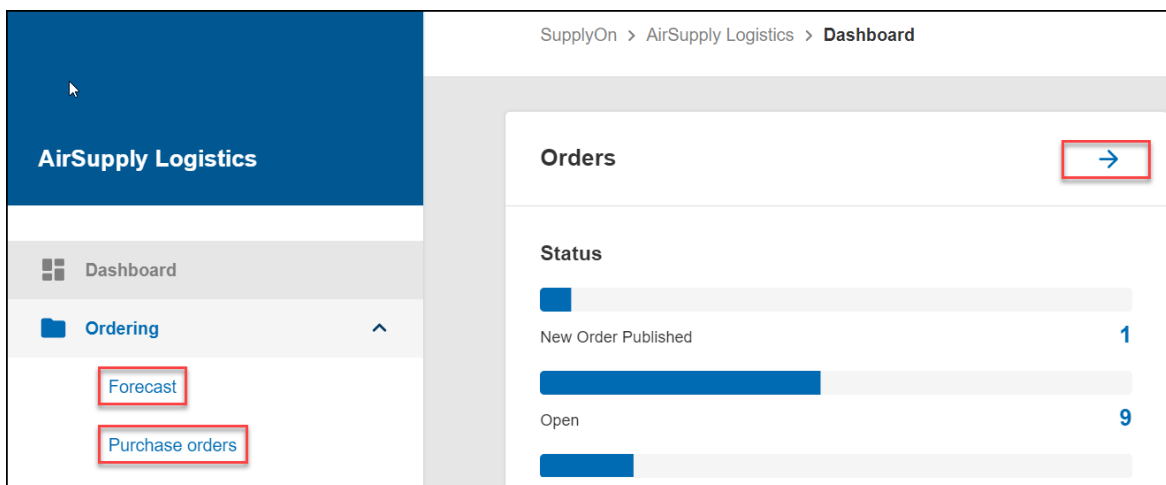 SupplyOn > AirSupply Logistics > Dashboard
AirSupply Logistics
Dashboard
Ordering
Forecast
Purchase orders
Orders
Status
New Order Published 1
Open 9